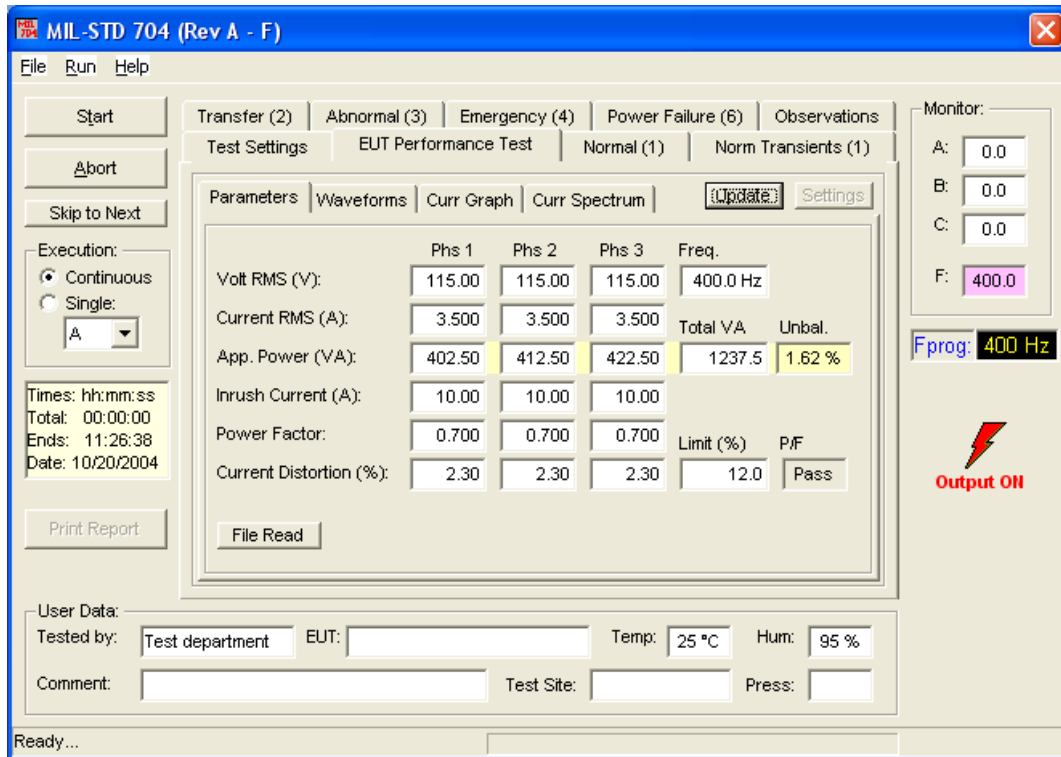 MIL 704 MIL-STD 704 (Rev A - F)
File Run Help
Start
Abort
Skip to Next
Execution:
Continuous
Single:
A
Times: hh:mm:ss
Total: 00:00:00
Ends: 11:26:38
Date: 10/20/2004
Print Report
Transfer (2) Abnormal (3) Emergency (4) Power Failure (6) Observations
Test Settings EUT Performance Test Normal (1) Norm Transients (1)
Parameters Waveforms Curr Graph Curr Spectrum Update Settings
Phs 1 Phs 2 Phs 3 Freq.
Volt RMS (V): 115.00 115.00 115.00 400.0 Hz
Current RMS (A): 3.500 3.500 3.500 Total VA Unbal.
App. Power (VA): 402.50 412.50 422.50 1237.5 1.62 %
Inrush Current (A): 10.00 10.00 10.00
Power Factor: 0.700 0.700 0.700 Limit (%) P/F
Current Distortion (%): 2.30 2.30 2.30 12.0 Pass
File Read
Monitor:
A: 0.0
B: 0.0
C: 0.0
F: 400.0
Fprog: 400 Hz
Output ON
User Data:
Tested by: Test department EUT: Temp: 25 °C Hum: 95 %
Comment: Test Site: Press:
Ready...